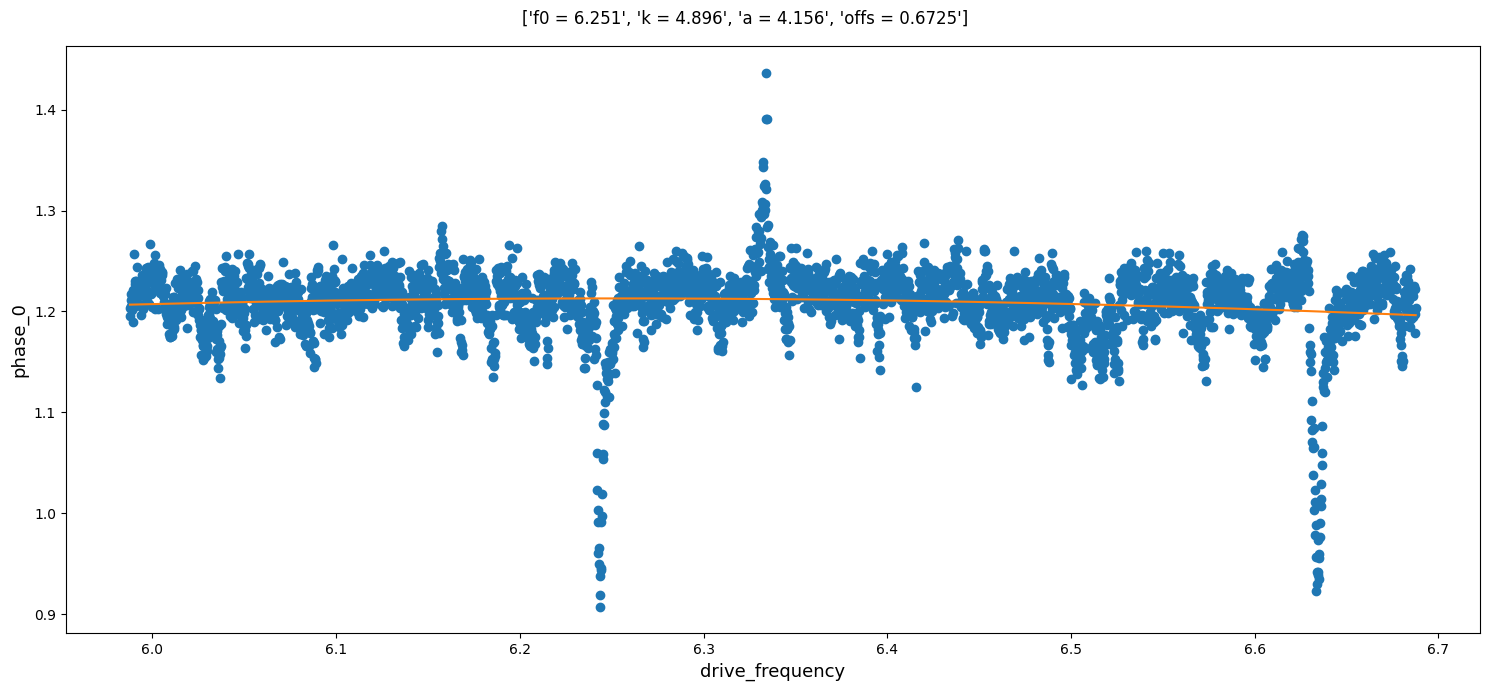 ['f0 = 6.251', 'k = 4.896', 'a = 4.156', 'offs = 0.6725']
1.4
1.3
1.2
1.1
1.0
0.9
phase_0
6.0 6.1 6.2 6.3 6.4 6.5 6.6 6.7
drive_frequency